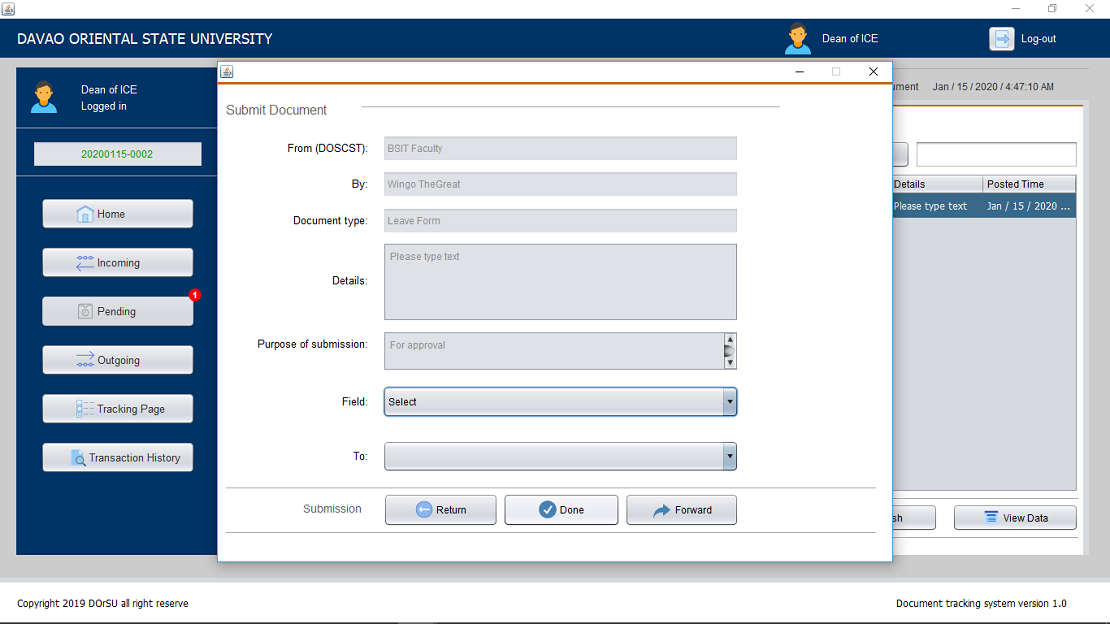 DAVAO ORIENTAL STATE UNIVERSITY
Dean of ICE
Log-out
Dean of ICE
Logged in
20200115-0002
Home
Incoming
1
Pending
Outgoing
Tracking Page
Transaction History
Submit Document
From (DOSCST): BSIT Faculty
By: Wingo TheGreat
Document type: Leave Form
Details: Please type text
Purpose of submission: For approval
Field: Select
To:
Submission Return Done Forward
Jan / 15 / 2020 / 4:47:10 AM
Details Posted Time
Please type text Jan / 15 / 2020 ...
View Data
Copyright 2019 DOrSU all right reserve
Document tracking system version 1.0